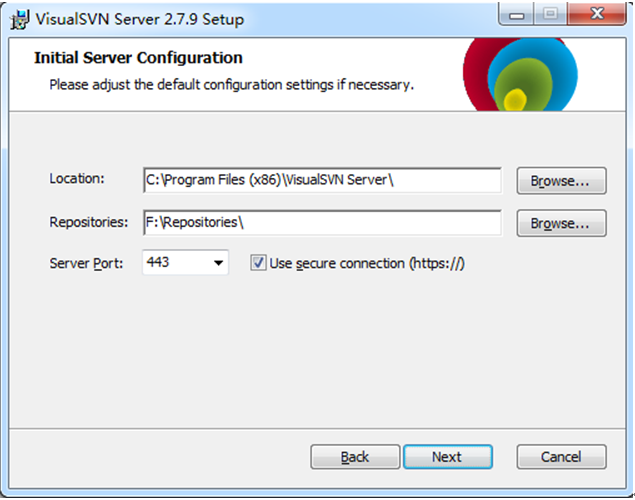 VisualSVN Server 2.7.9 Setup
Initial Server Configuration
Please adjust the default configuration settings if necessary.
Location: C:\Program Files (x86)\VisualSVN Server\ Browse...
Repositories: F:\Repositories\ Browse...
Server Port: 443 Use secure connection (https://)
Back Next Cancel